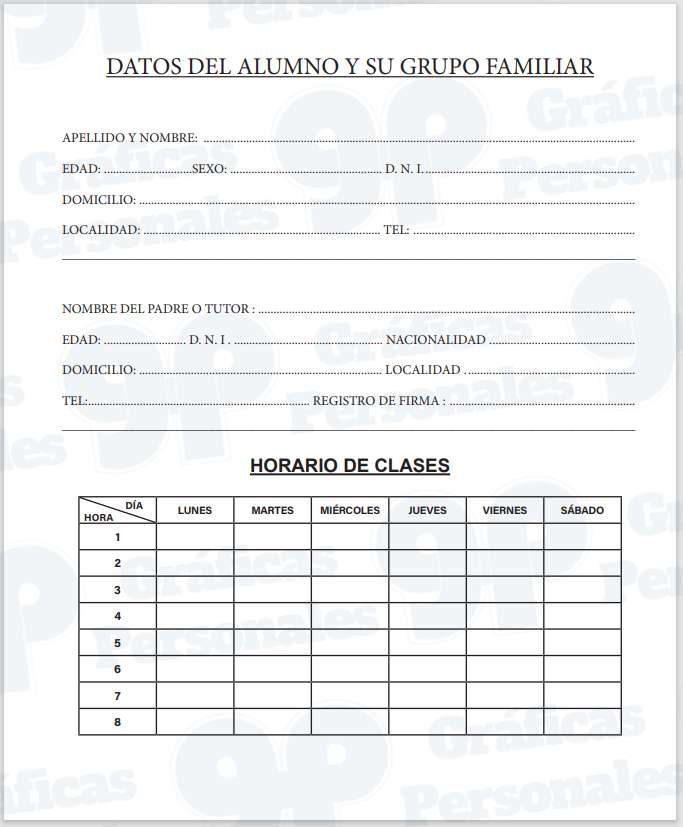 DATOS DEL ALUMNO Y SU GRUPO FAMILIAR
APELLIDO Y NOMBRE:
EDAD: SEXO: D. N. I.
DOMICILIO:
LOCALIDAD: TEL:
NOMBRE DEL PADRE O TUTOR :
EDAD: D. N. I . NACIONALIDAD
DOMICILIO: LOCALIDAD .
TEL: REGISTRO DE FIRMA :
HORARIO DE CLASES
DÍA
HORA LUNES MARTES MIÉRCOLES JUEVES VIERNES SÁBADO
1
2
3
4
5
6
7
8
gp Gráficas Personales